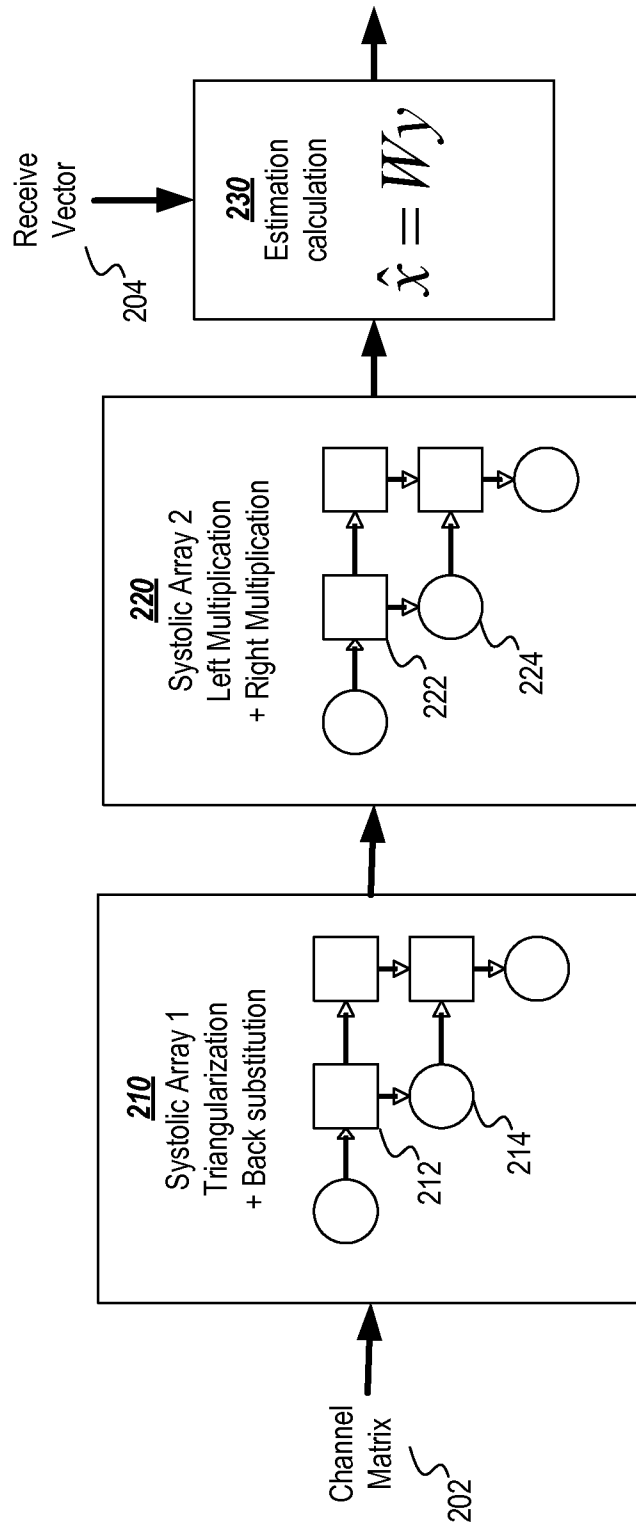 Channel
Matrix
202
210
Systolic Array 1
Triangularization
+ Back substitution
212
214
220
Systolic Array 2
Left Multiplication
+ Right Multiplication
222
224
Receive
Vector
204
230
Estimation
calculation
x̂ = Wy